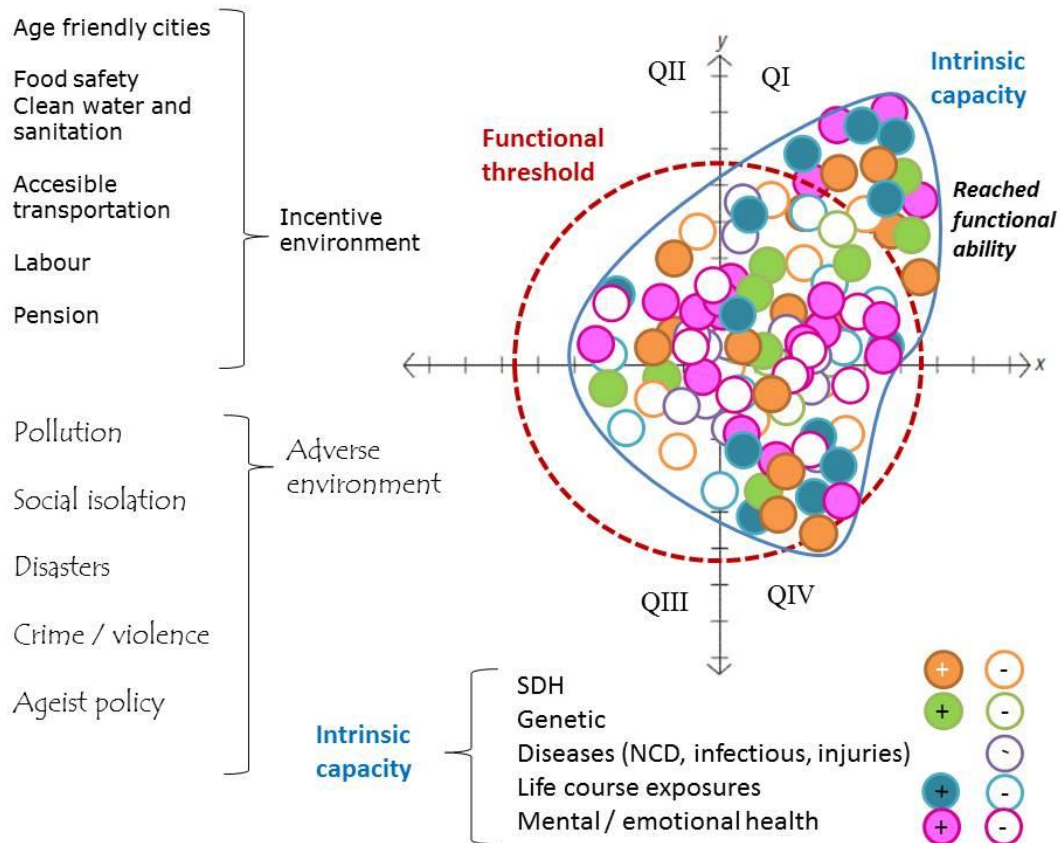 Age friendly cities
Food safety
Clean water and
sanitation
Accesible
transportation
Labour
Pension
Incentive
environment
Pollution
Social isolation
Disasters
Crime / violence
Ageist policy
Adverse
environment
y
QII
QI
Intrinsic
capacity
Functional
threshold
Reached
functional
ability
x
QIII
QIV
Intrinsic
capacity
SDH
+
-
Genetic
+
-
Diseases (NCD, infectious, injuries)
-
Life course exposures
+
-
Mental / emotional health
+
-